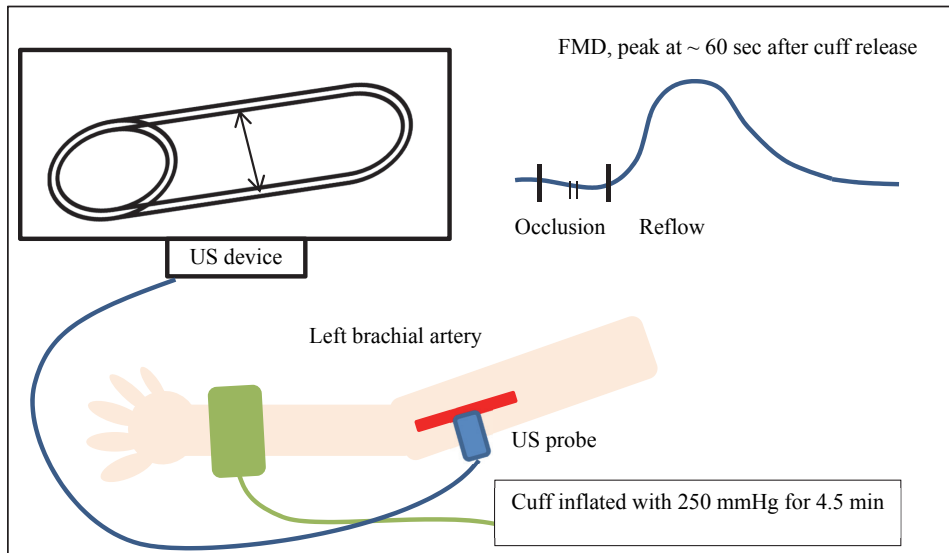 FMD, peak at ~ 60 sec after cuff release
Occlusion
Reflow
US device
Left brachial artery
US probe
Cuff inflated with 250 mmHg for 4.5 min